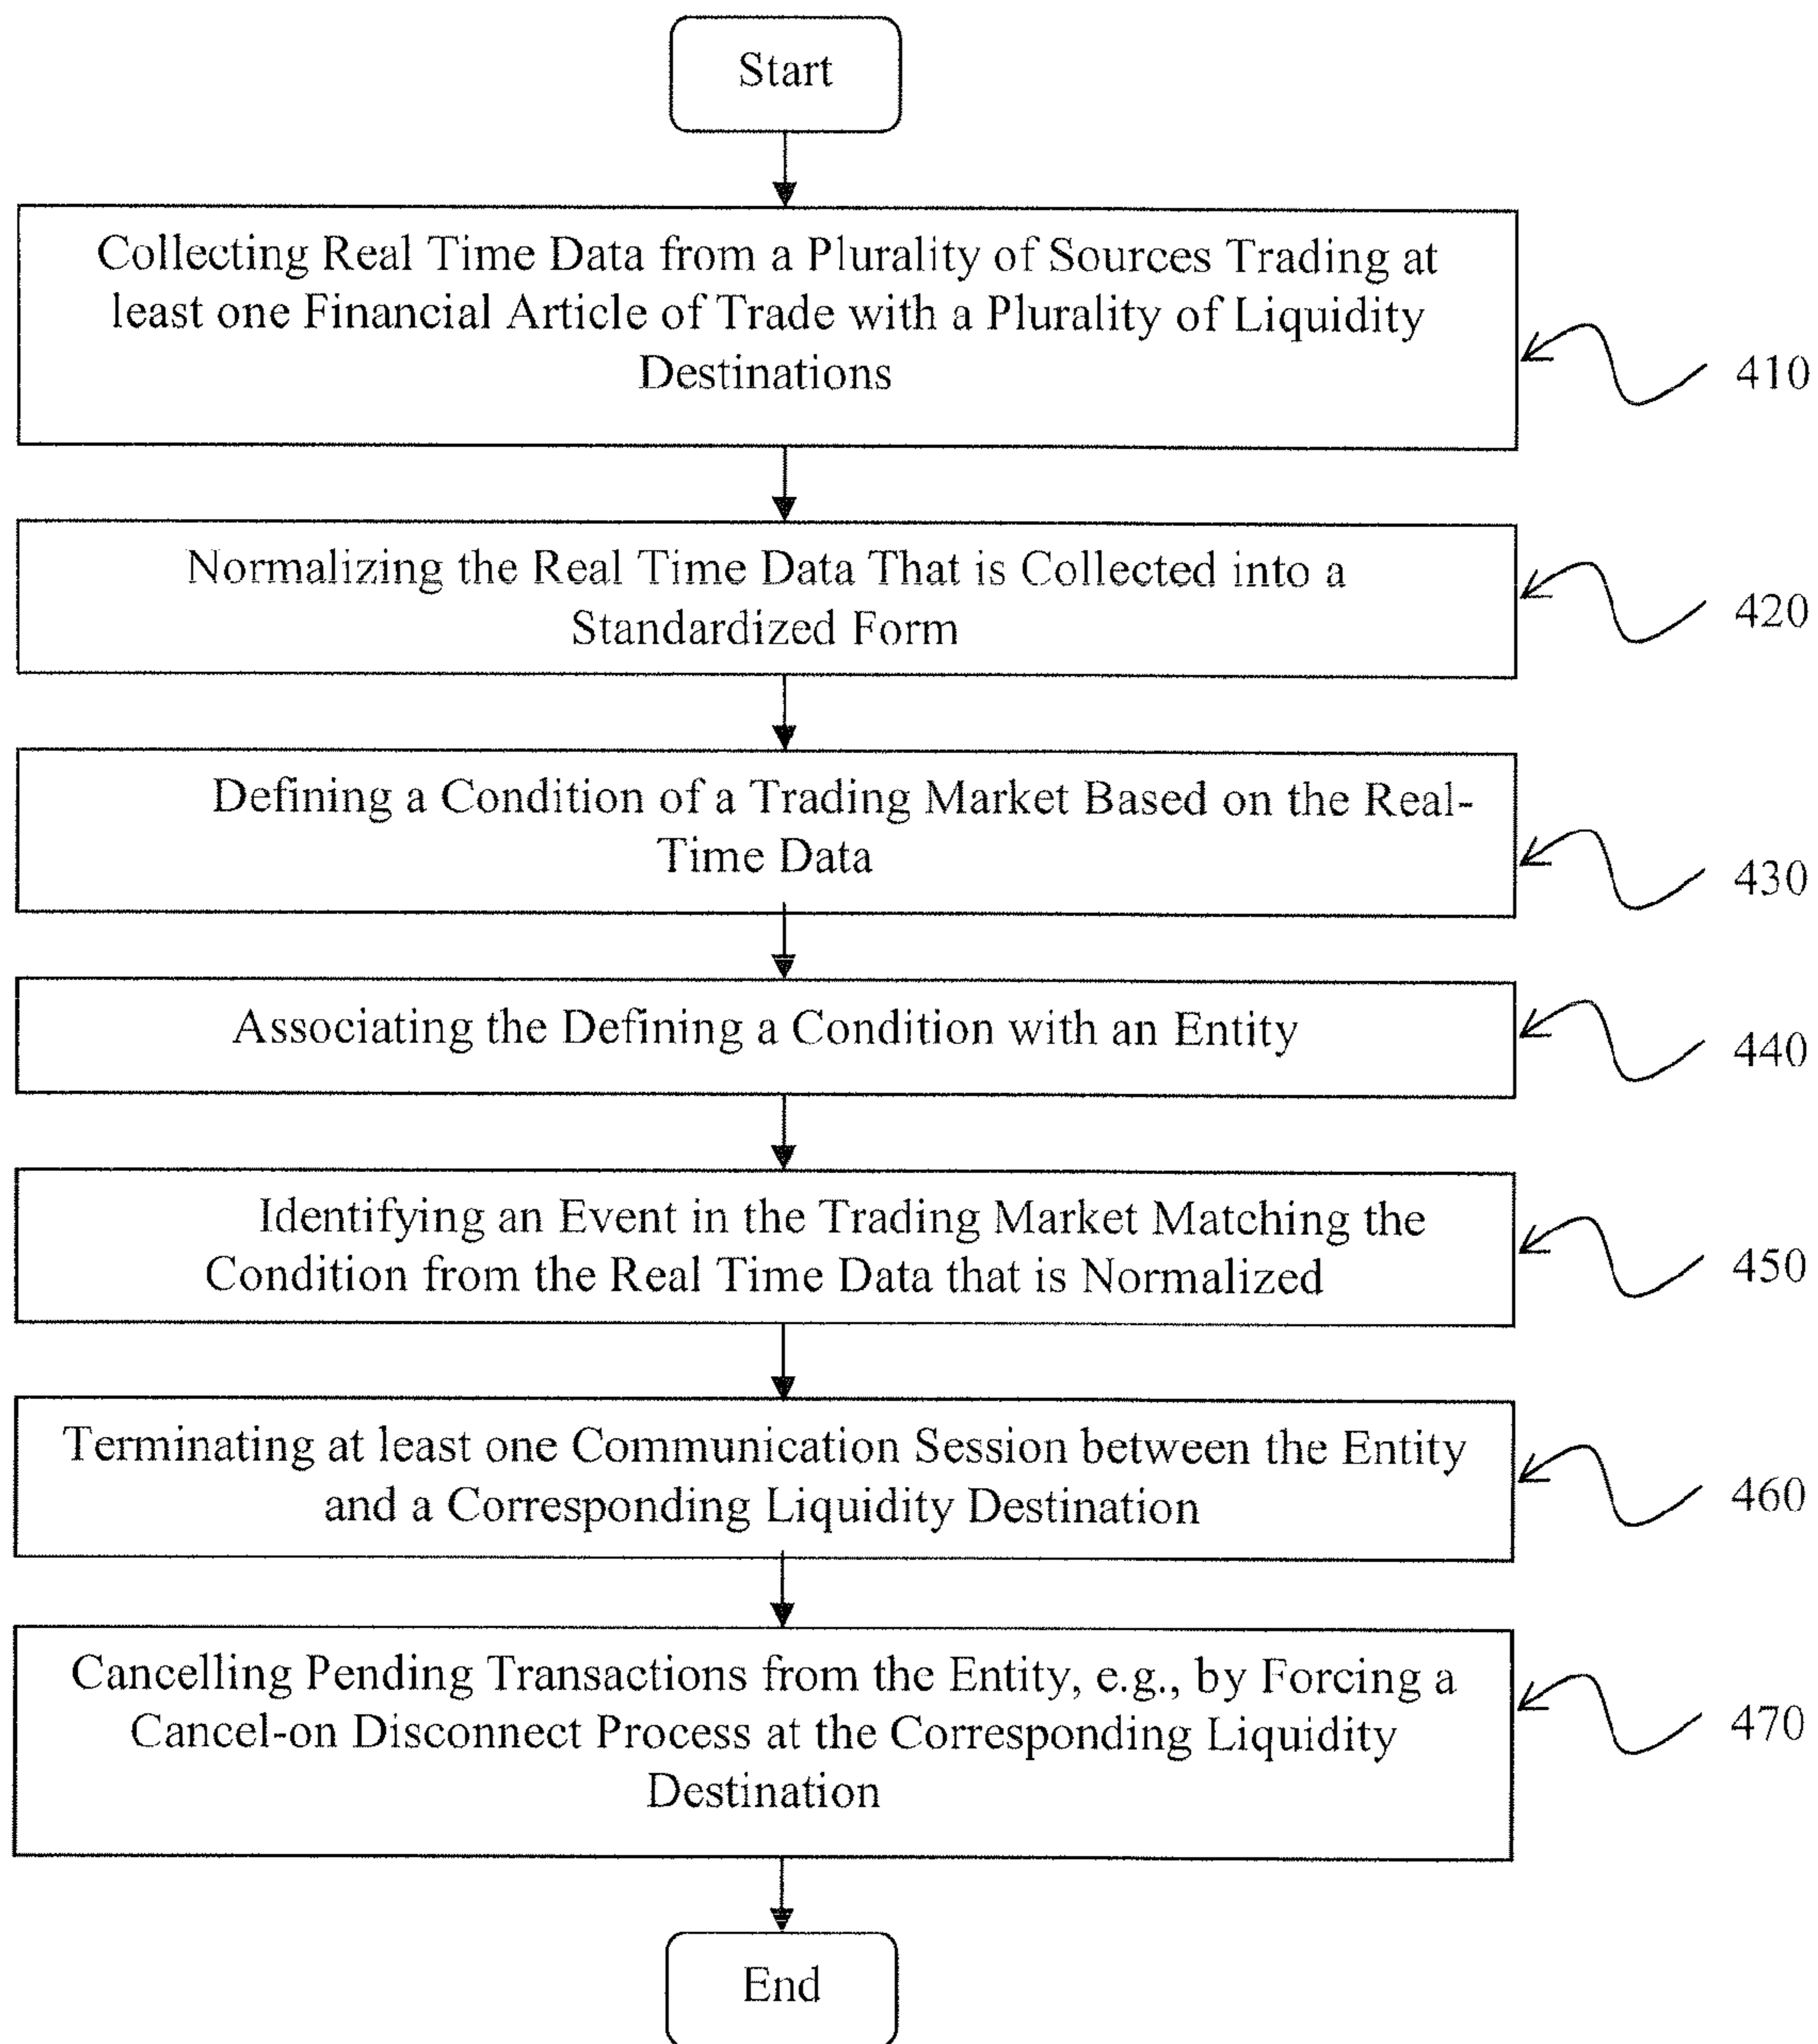 Start
Collecting Real Time Data from a Plurality of Sources Trading at
least one Financial Article of Trade with a Plurality of Liquidity
Destinations
410
Normalizing the Real Time Data That is Collected into a
Standardized Form
420
Defining a Condition of a Trading Market Based on the Real-
Time Data
430
Associating the Defining a Condition with an Entity
440
Identifying an Event in the Trading Market Matching the
Condition from the Real Time Data that is Normalized
450
Terminating at least one Communication Session between the Entity
and a Corresponding Liquidity Destination
460
Cancelling Pending Transactions from the Entity, e.g., by Forcing a
Cancel-on Disconnect Process at the Corresponding Liquidity
Destination
470
End